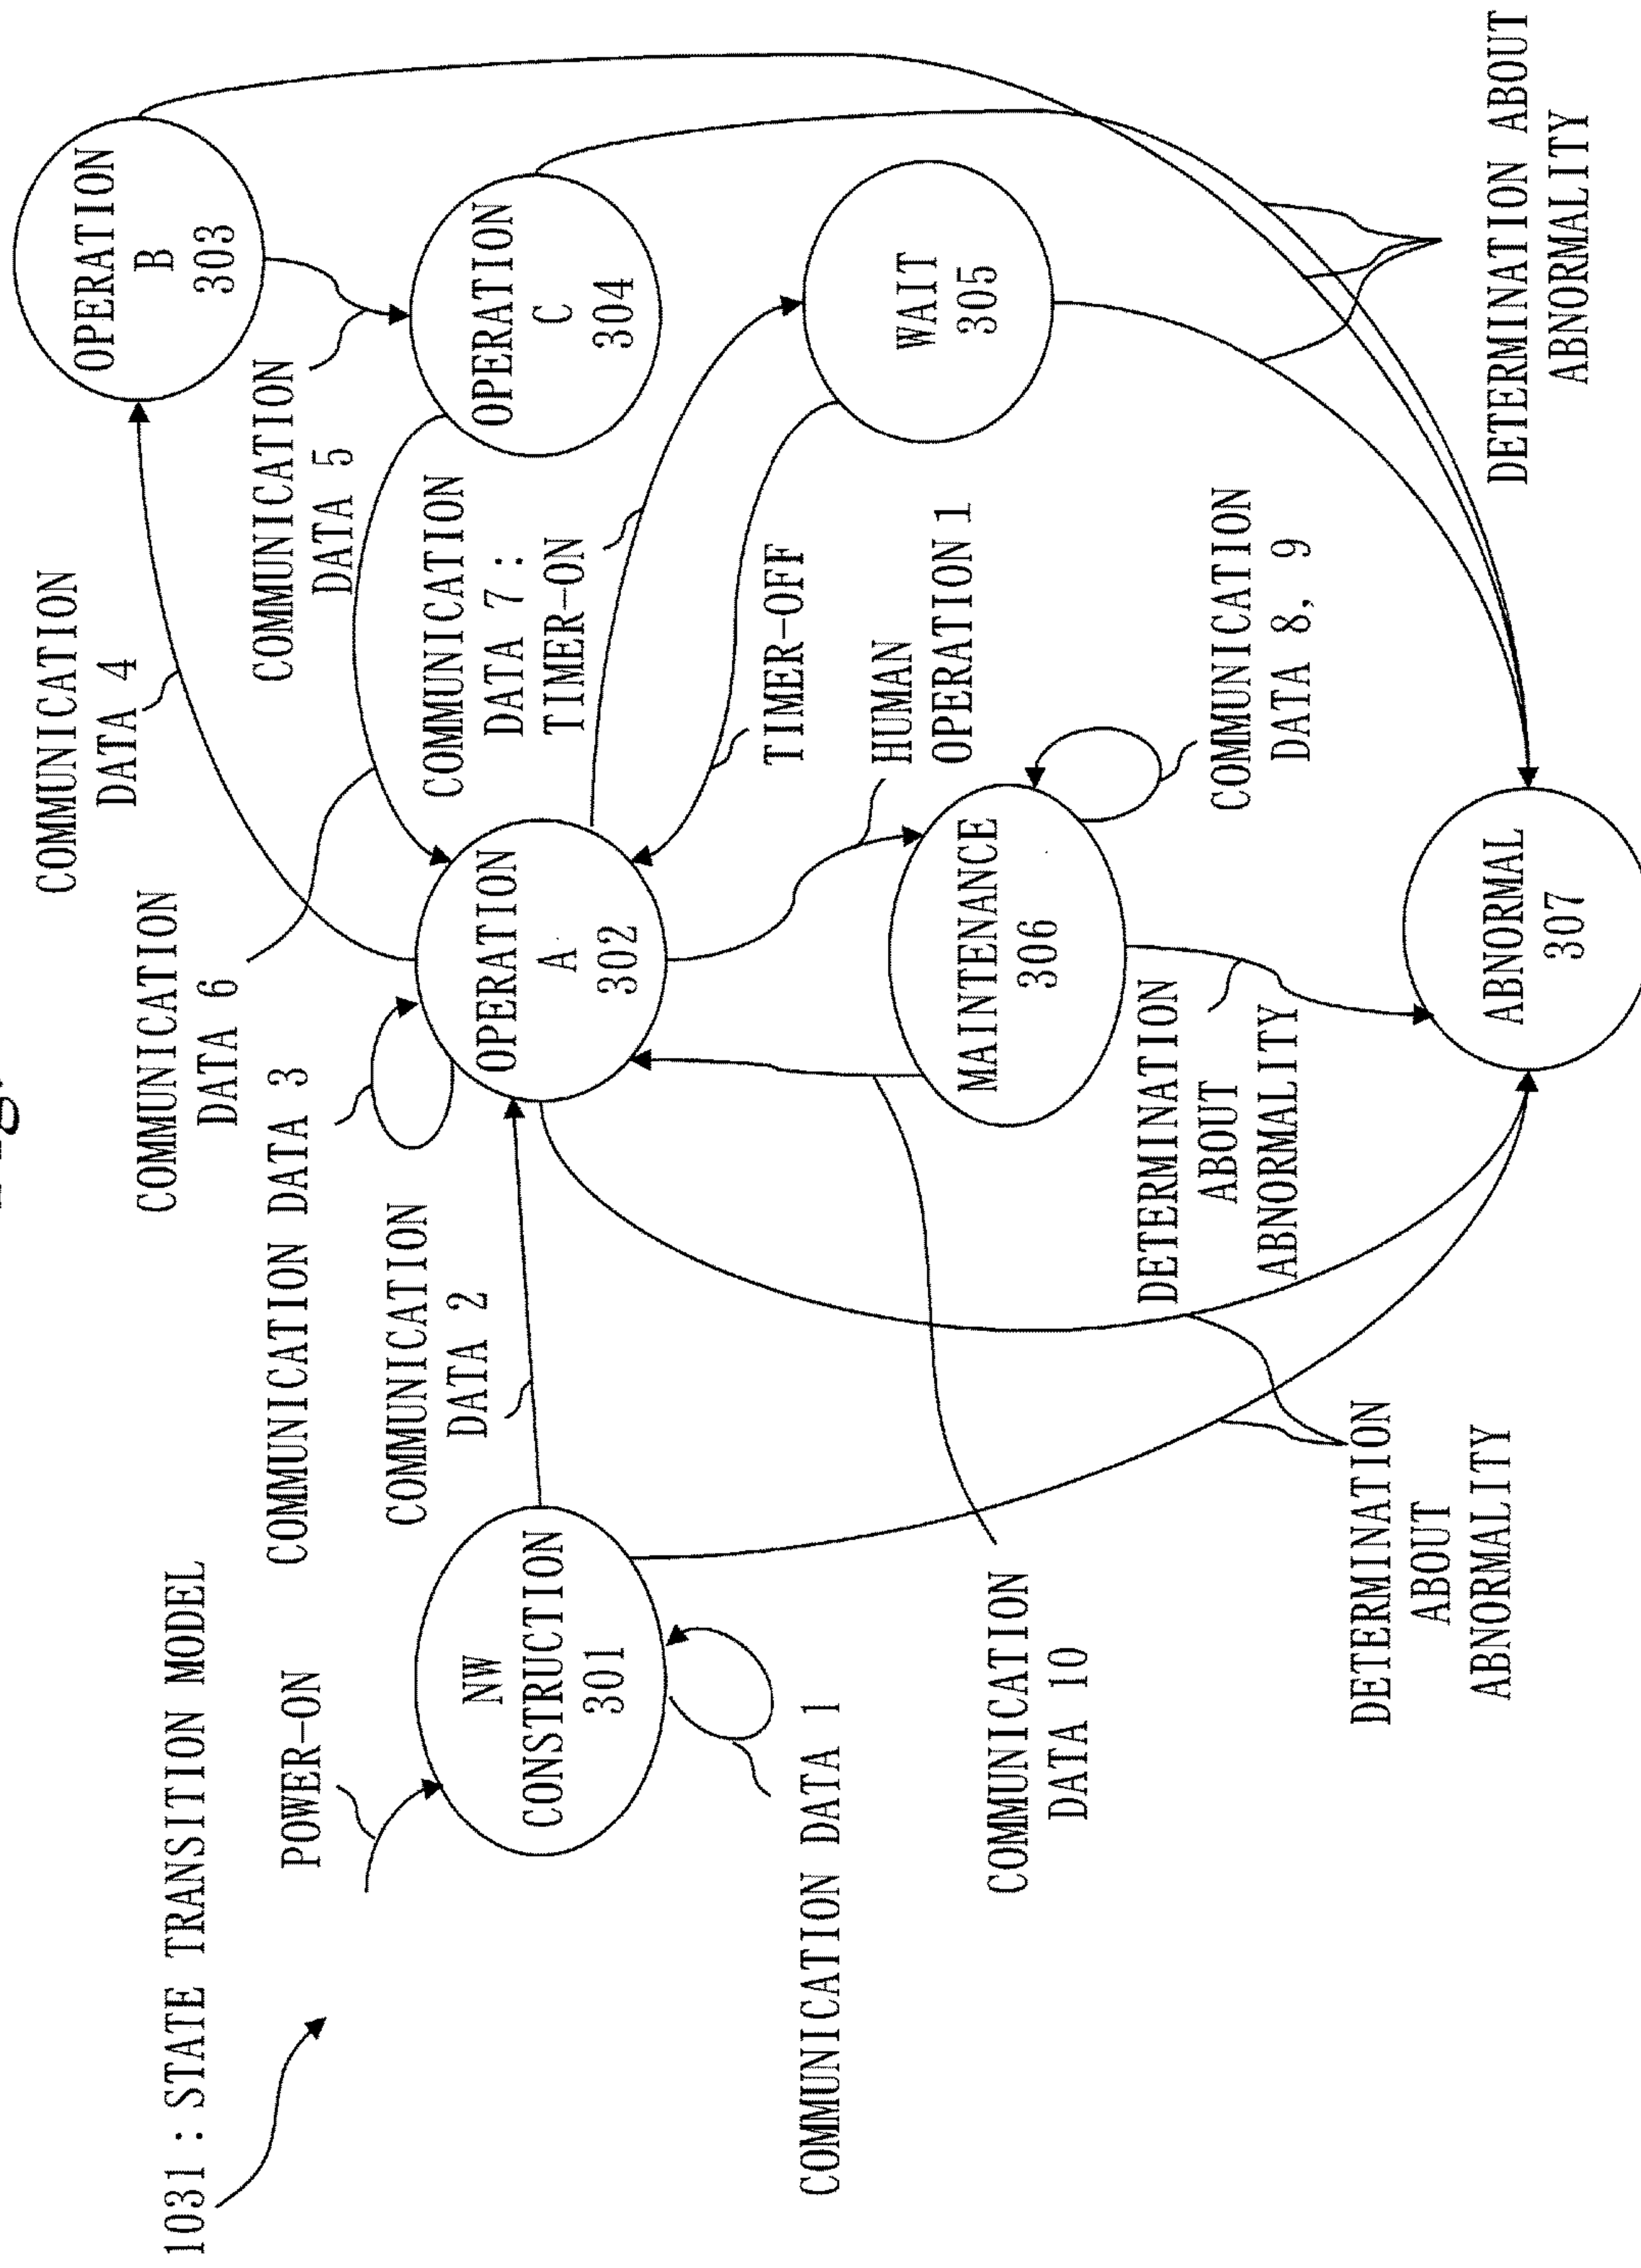 1031 : STATE TRANSITION MODEL
POWER-ON
NW
CONSTRUCTION
301
COMMUNICATION DATA 1
COMMUNICATION
DATA 2
COMMUNICATION DATA 3
COMMUNICATION
DATA 6
COMMUNICATION
DATA 4
OPERATION
A
302
OPERATION
B
303
COMMUNICATION
DATA 5
OPERATION
C
304
COMMUNICATION
DATA 7 :
TIMER-ON
WAIT
305
TIMER-OFF
HUMAN
OPERATION 1
MAINTENANCE
306
COMMUNICATION
DATA 8, 9
COMMUNICATION
DATA 10
DETERMINATION
ABOUT
ABNORMALITY
DETERMINATION
ABOUT
ABNORMALITY
ABNORMAL
307
DETERMINATION ABOUT
ABNORMALITY